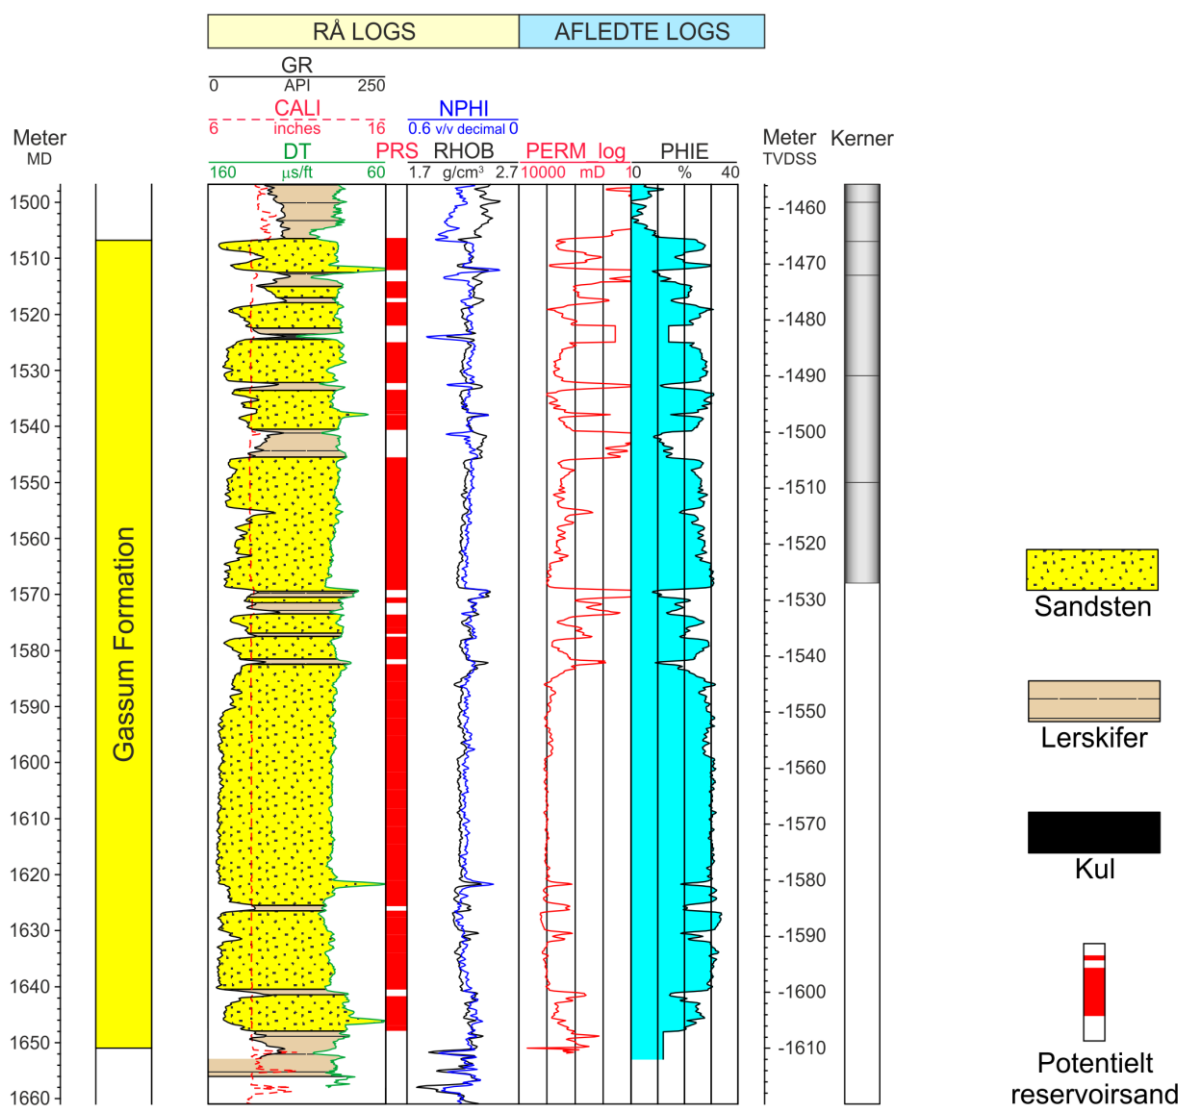 RÅ LOGS AFLEDTE LOGS
GR
0 API 250
CALI NPHI
6 inches 16 0.6 v/v decimal 0
Meter DT PRS RHOB PERM_log PHIE Meter Kerner
MD 160 µs/ft 60 1.7 g/cm³ 2.7 10000 mD 1 0 % 40 TVDSS
1500
1510
1520
1530
1540
1550
1560
1570
1580
1590
1600
1610
1620
1630
1640
1650
1660
Gassum Formation
-1460
-1470
-1480
-1490
-1500
-1510
-1520
-1530
-1540
-1550
-1560
-1570
-1580
-1590
-1600
-1610
Sandsten
Lerskifer
Kul
Potentielt
reservoirsand